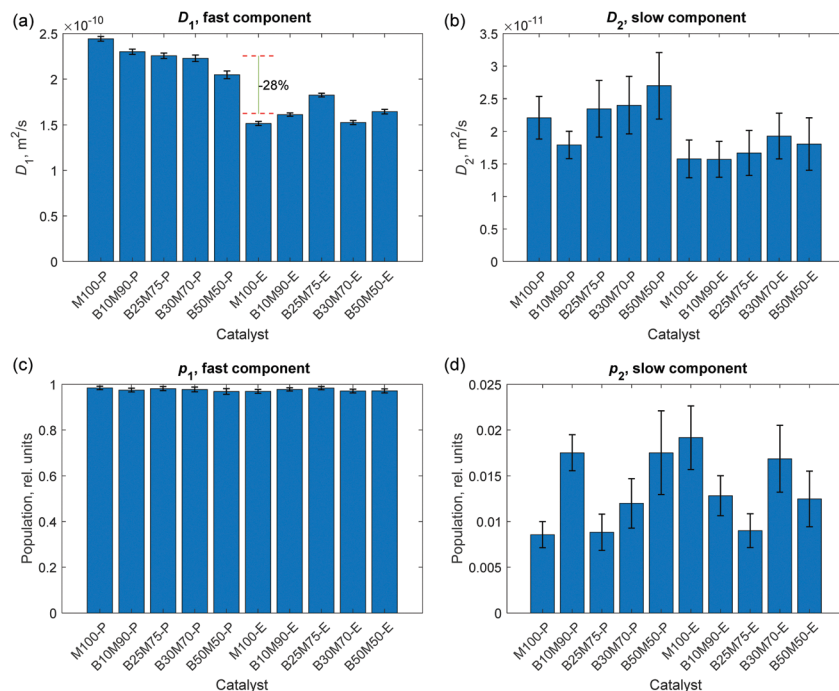 (a)
D1, fast component
×10-10
2.5
2
1.5
1
0.5
0
D1, m2/s
-28%
M100-P
B10M90-P
B25M75-P
B30M70-P
B50M50-P
M100-E
B10M90-E
B25M75-E
B30M70-E
B50M50-E
Catalyst
(b)
D2, slow component
×10-11
3.5
3
2.5
2
1.5
1
0.5
0
D2, m2/s
M100-P
B10M90-P
B25M75-P
B30M70-P
B50M50-P
M100-E
B10M90-E
B25M75-E
B30M70-E
B50M50-E
Catalyst
(c)
p1, fast component
1
0.8
0.6
0.4
0.2
0
Population, rel. units
M100-P
B10M90-P
B25M75-P
B30M70-P
B50M50-P
M100-E
B10M90-E
B25M75-E
B30M70-E
B50M50-E
Catalyst
(d)
p2, slow component
0.025
0.02
0.015
0.01
0.005
0
Population, rel. units
M100-P
B10M90-P
B25M75-P
B30M70-P
B50M50-P
M100-E
B10M90-E
B25M75-E
B30M70-E
B50M50-E
Catalyst